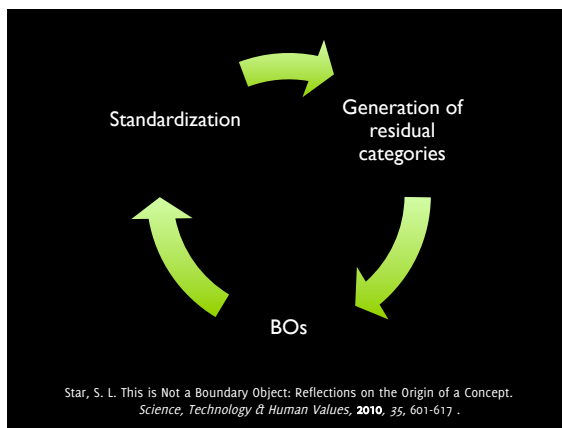 Standardization
Generation of
residual
categories
BOs
Star, S. L. This is Not a Boundary Object: Reflections on the Origin of a Concept.
Science, Technology & Human Values, 2010, 35, 601-617 .